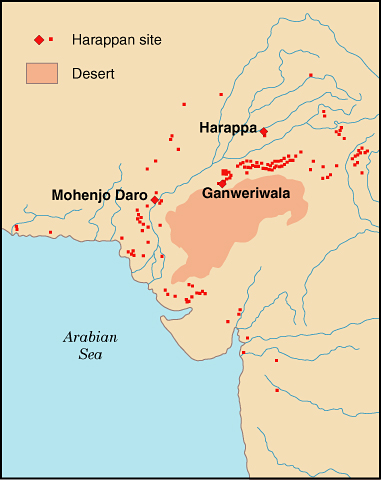 Harappan site
Desert
Harappa
Mohenjo Daro
Ganweriwala
Arabian
Sea